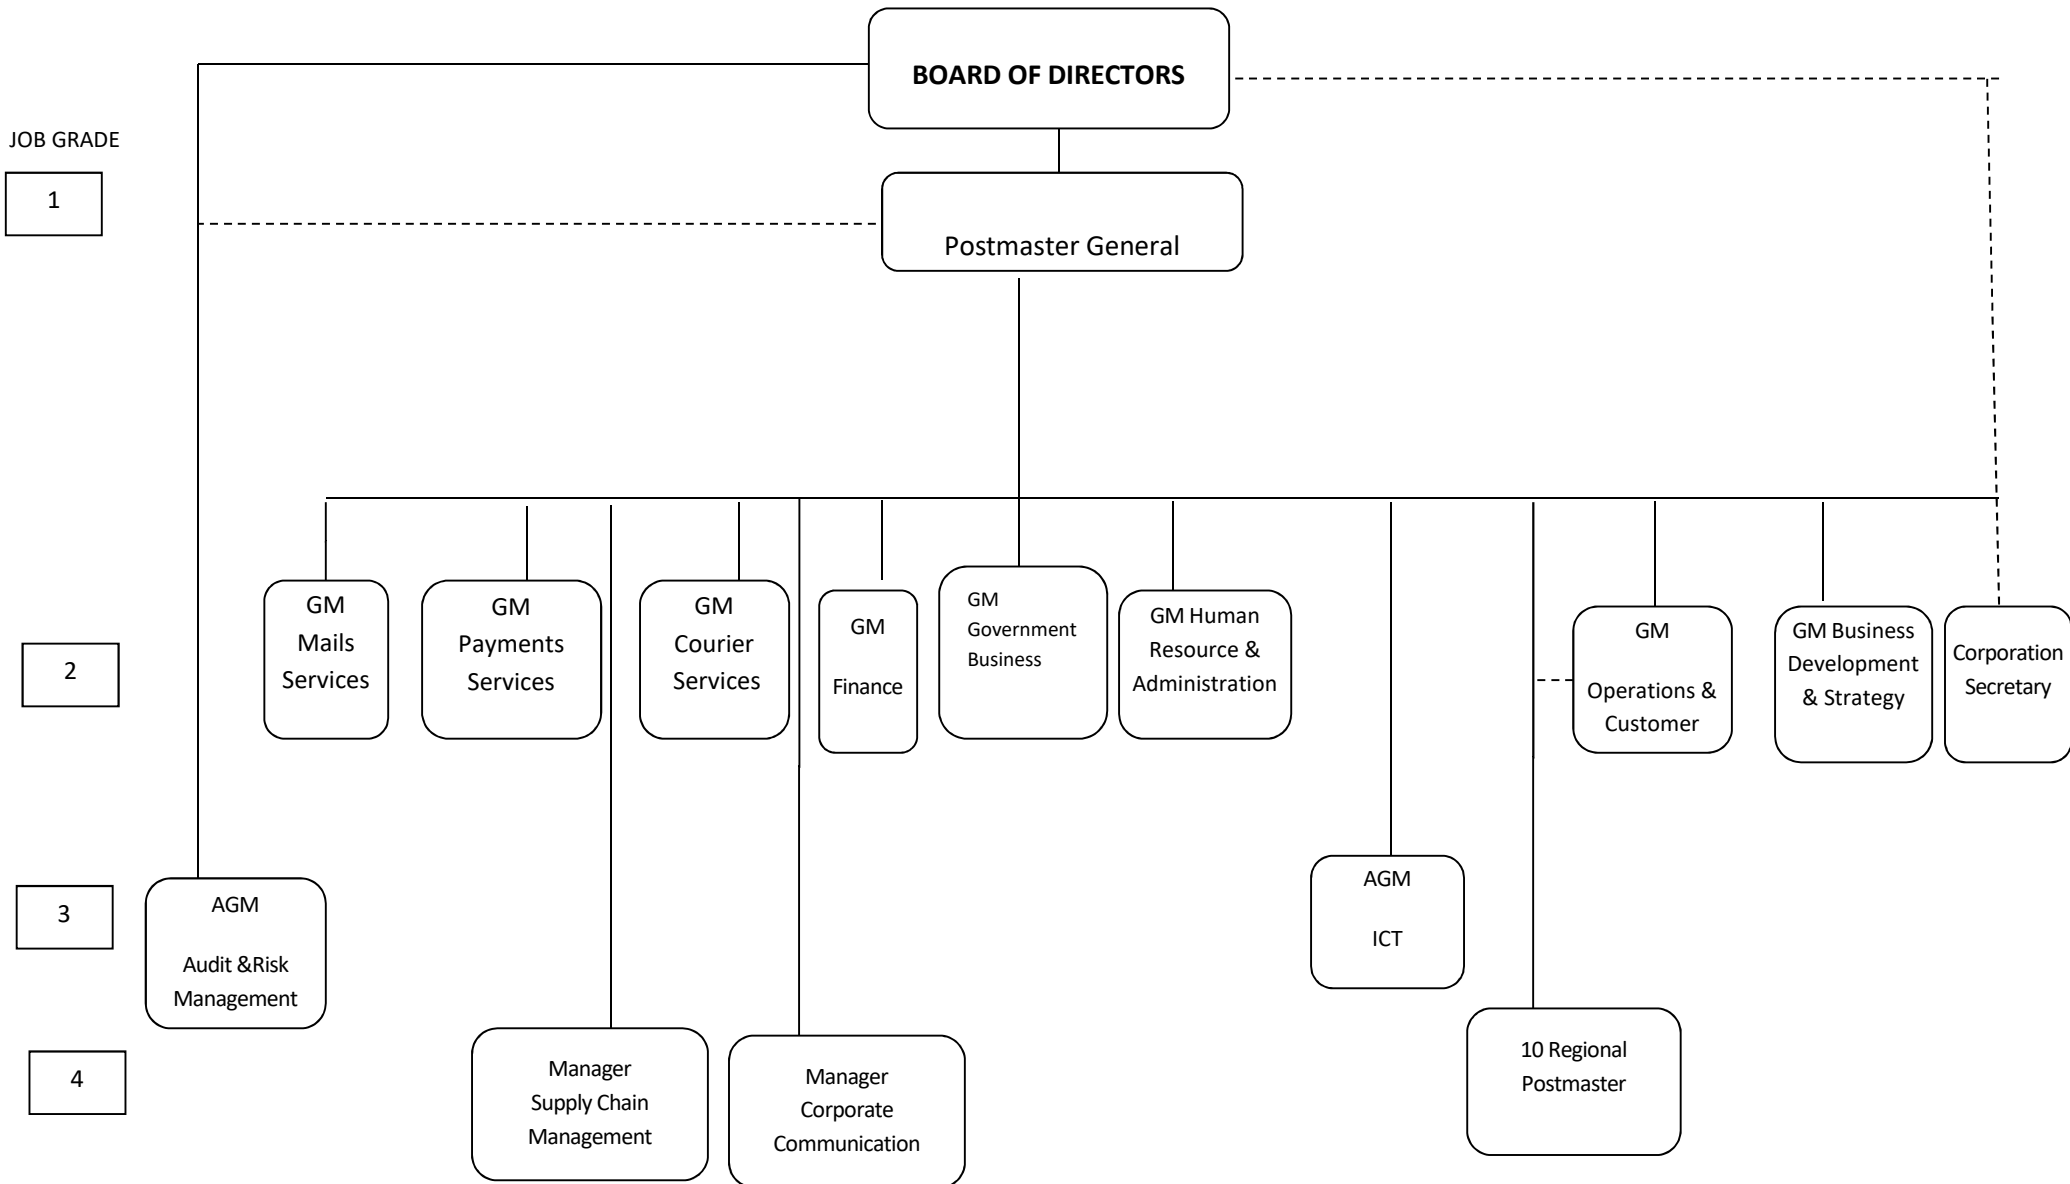 BOARD OF DIRECTORS
JOB GRADE
1
Postmaster General
2
GM
Mails
Services
GM
Payments
Services
GM
Courier
Services
GM
Finance
GM
Government
Business
GM Human
Resource &
Administration
GM
Operations &
Customer
GM Business
Development
& Strategy
Corporation
Secretary
3
AGM
Audit &Risk
Management
AGM
ICT
4
Manager
Supply Chain
Management
Manager
Corporate
Communication
10 Regional
Postmaster